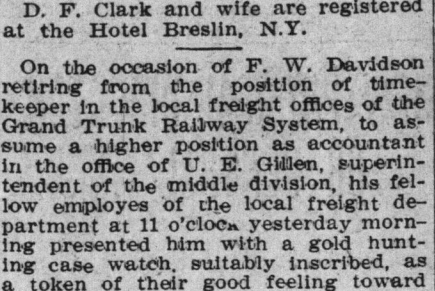 D. F. Clark and wife are registered
at the Hotel Breslin, N.Y.
On the occasion of F. W. Davidson
retiring from the position of time-
keeper in the local freight offices of the
Grand Trunk Railway System, to as-
sume a higher position as accountant
in the office of U. E. Gillen, superin-
tendent of the middle division, his fel-
low employes of the local freight de-
partment at 11 o'clock yesterday morn-
ing presented him with a gold hunt-
ing case watch, suitably inscribed, as
a token of their good feeling toward